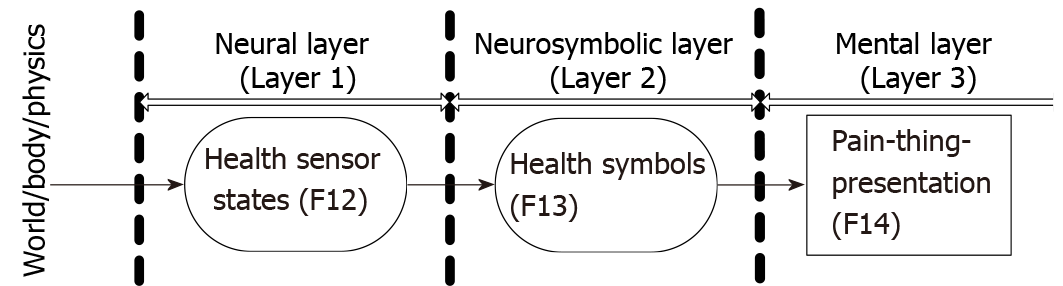 World/body/physics
Neural layer
(Layer 1)
Neurosymbolic layer
(Layer 2)
Mental layer
(Layer 3)
Health sensor
states (F12)
Health symbols
(F13)
Pain-thing-
presentation
(F14)